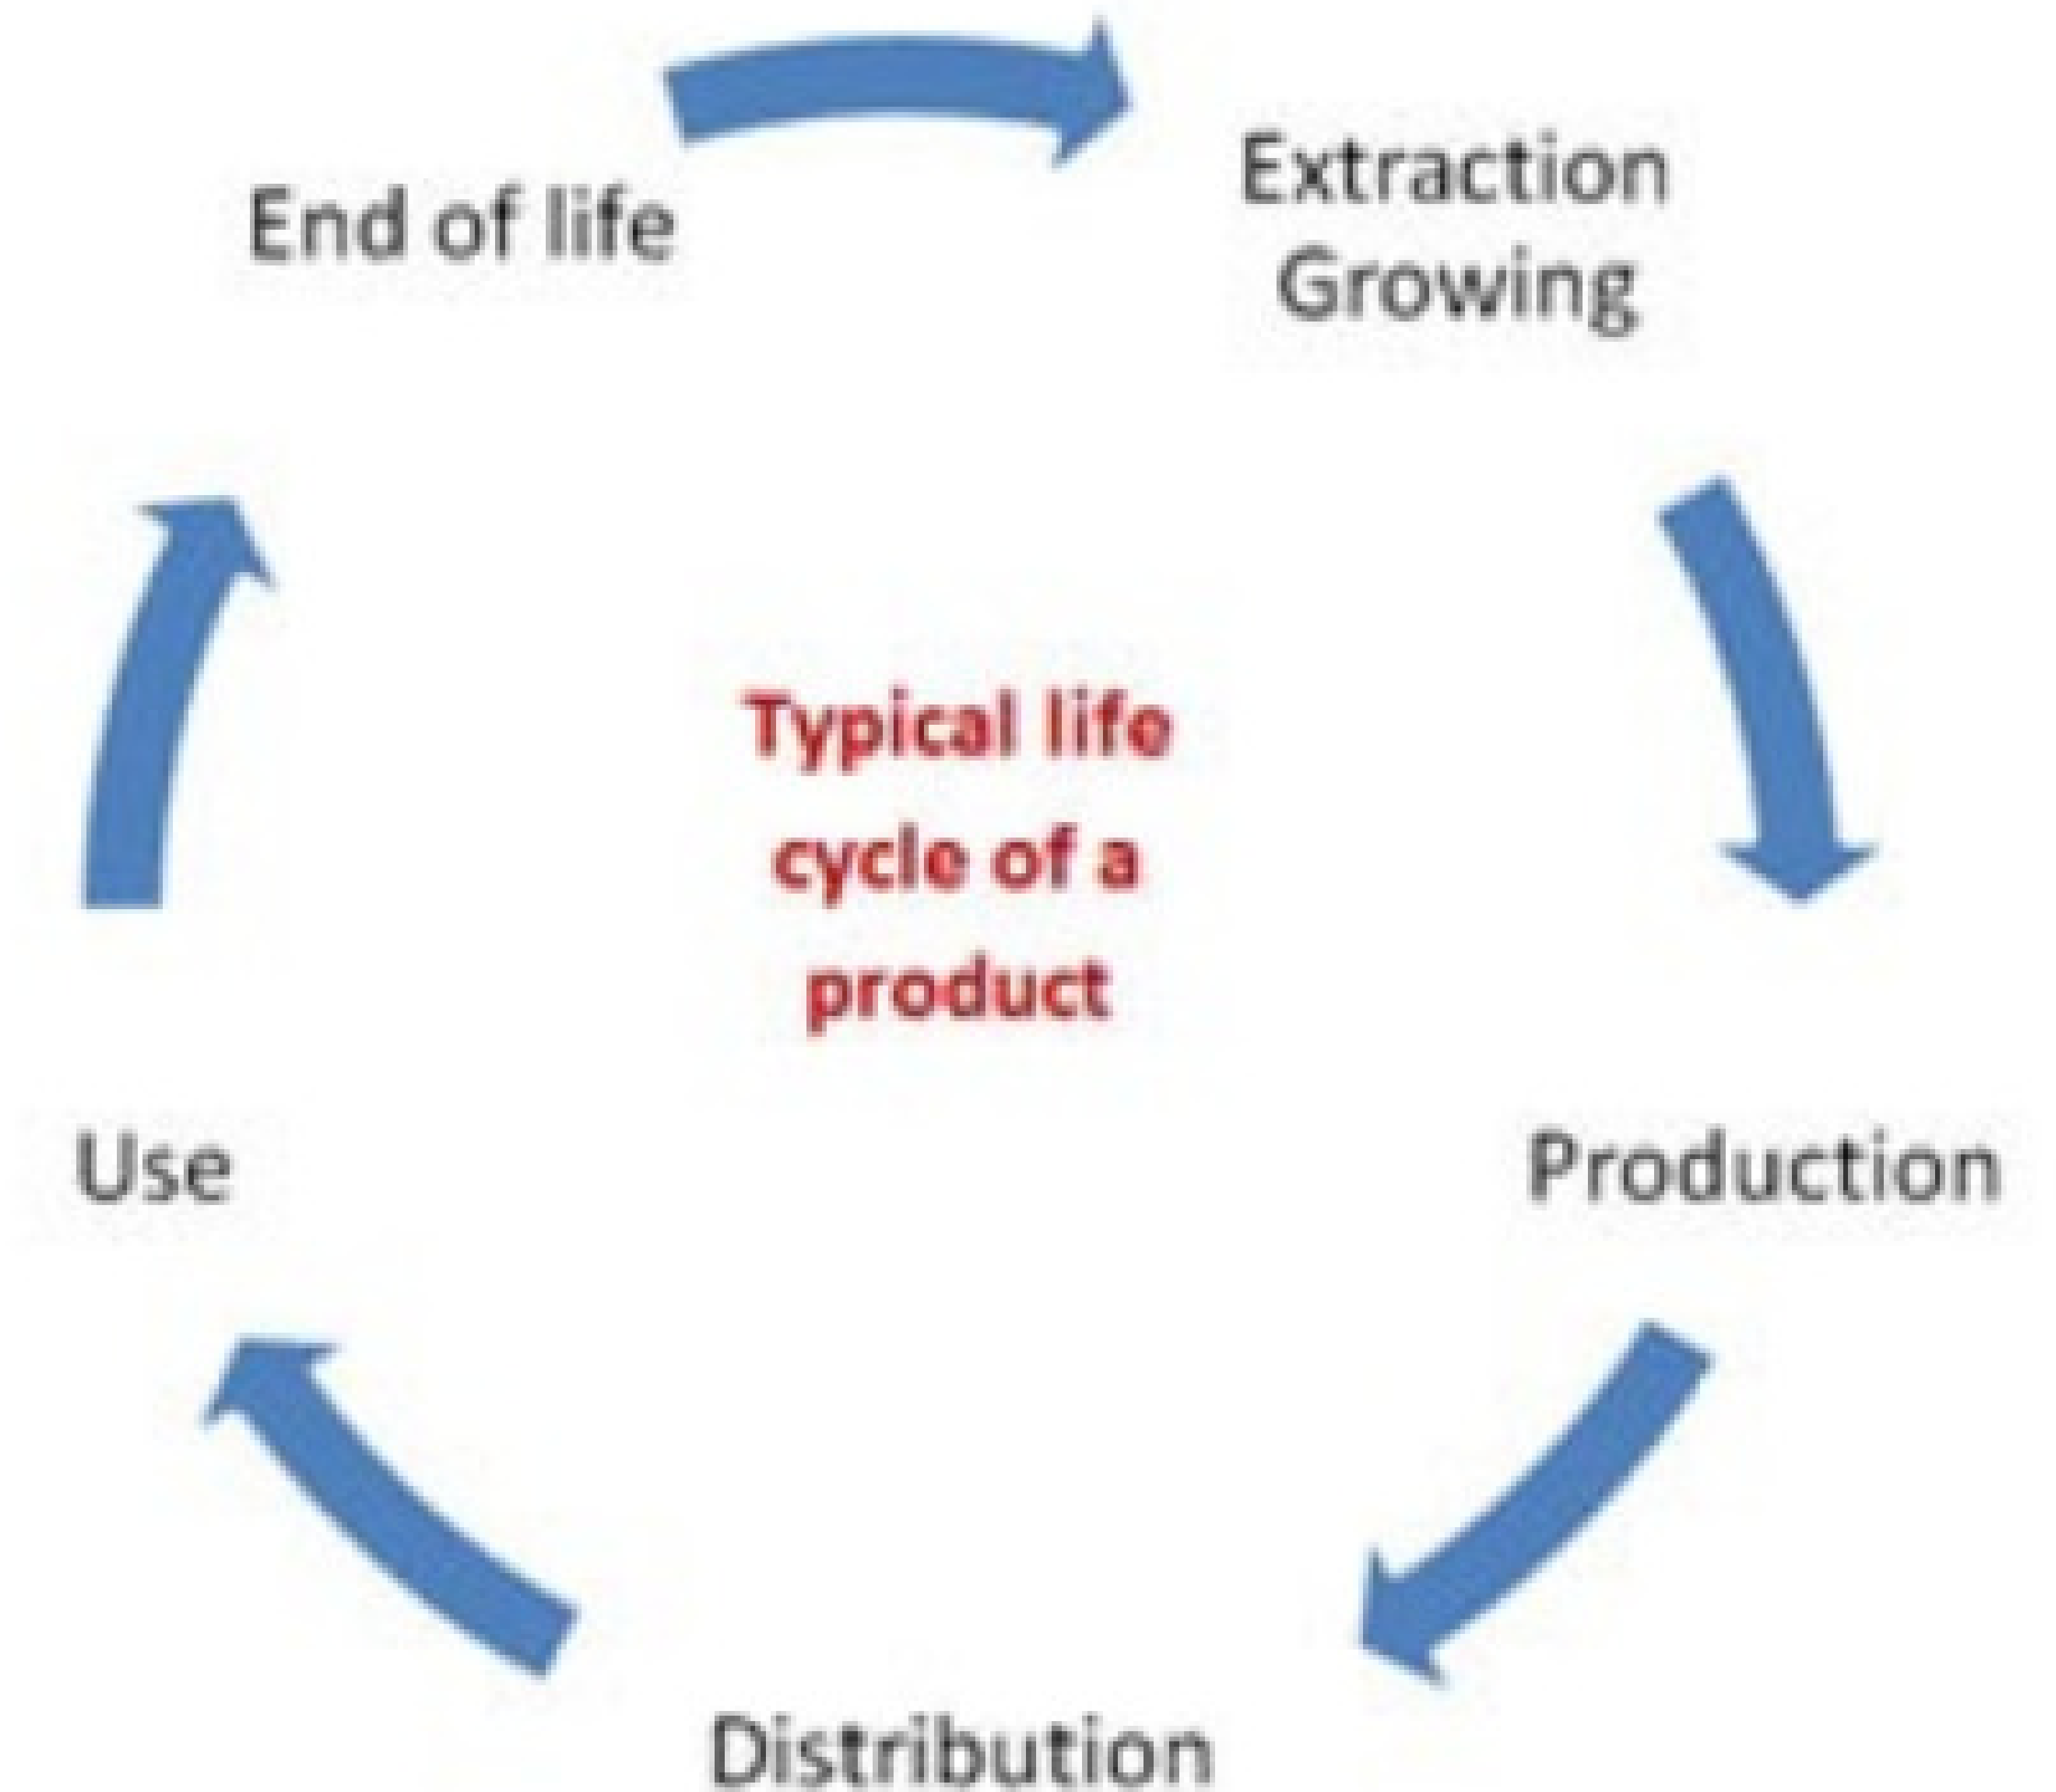 End of life
Extraction
Growing
Typical life
cycle of a
product
Use
Production
Distribution